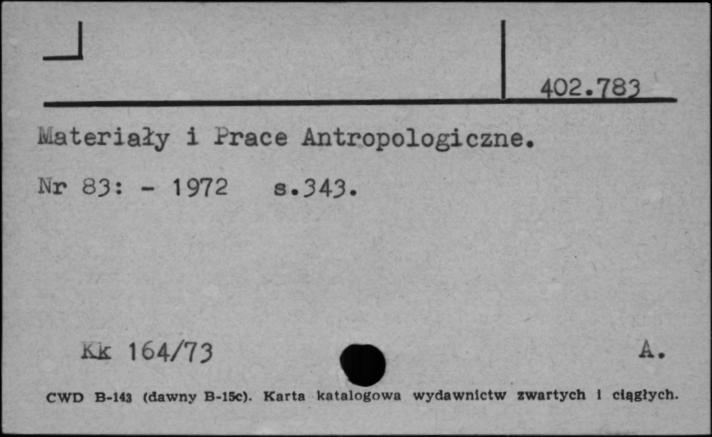 402.783
Materiały i Prace Antropologiczne.
Nr 83: - 1972 s.343.
Kk 164/73 A.
CWD B-143 (dawny B-15c). Karta katalogowa wydawnictw zwartych i ciągłych.